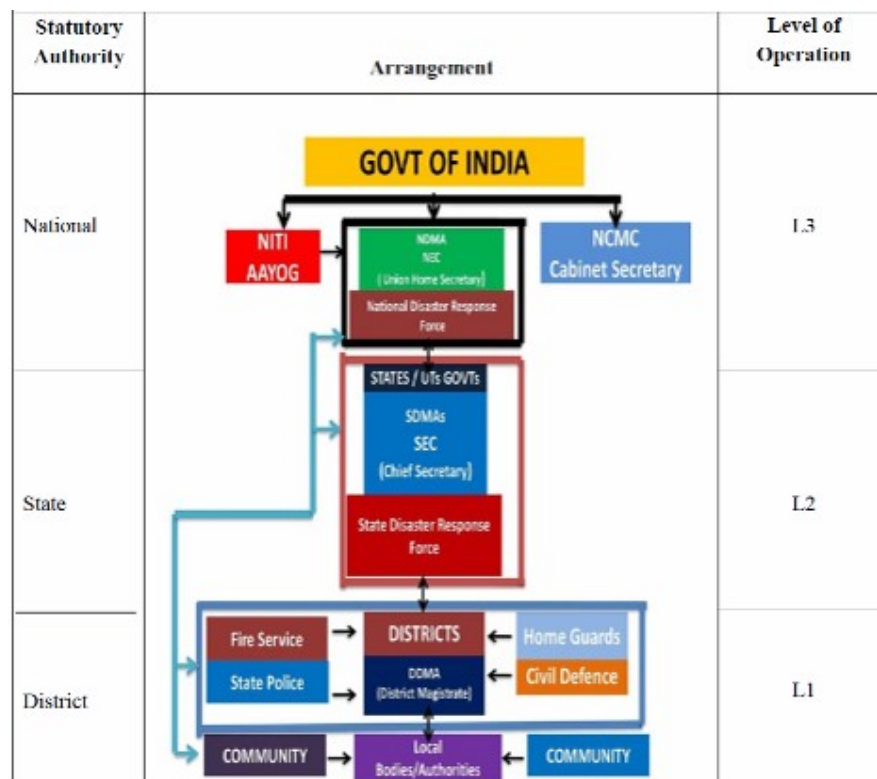 Statutory
Authority
Arrangement
Level of
Operation
National
GOVT OF INDIA
NITI
AAYOG
NDMA
NEC
( Union Home Secretary)
National Disaster Response
Force
NCMC
Cabinet Secretary
L3
State
STATES / UTs GOVTs
SDMAs
SEC
(Chief Secretary)
State Disaster Response
Force
L2
District
Fire Service
State Police
DISTRICTS
DDMA
(District Magistrate)
Home Guards
Civil Defence
L1
COMMUNITY
Local
Bodies/Authorities
COMMUNITY